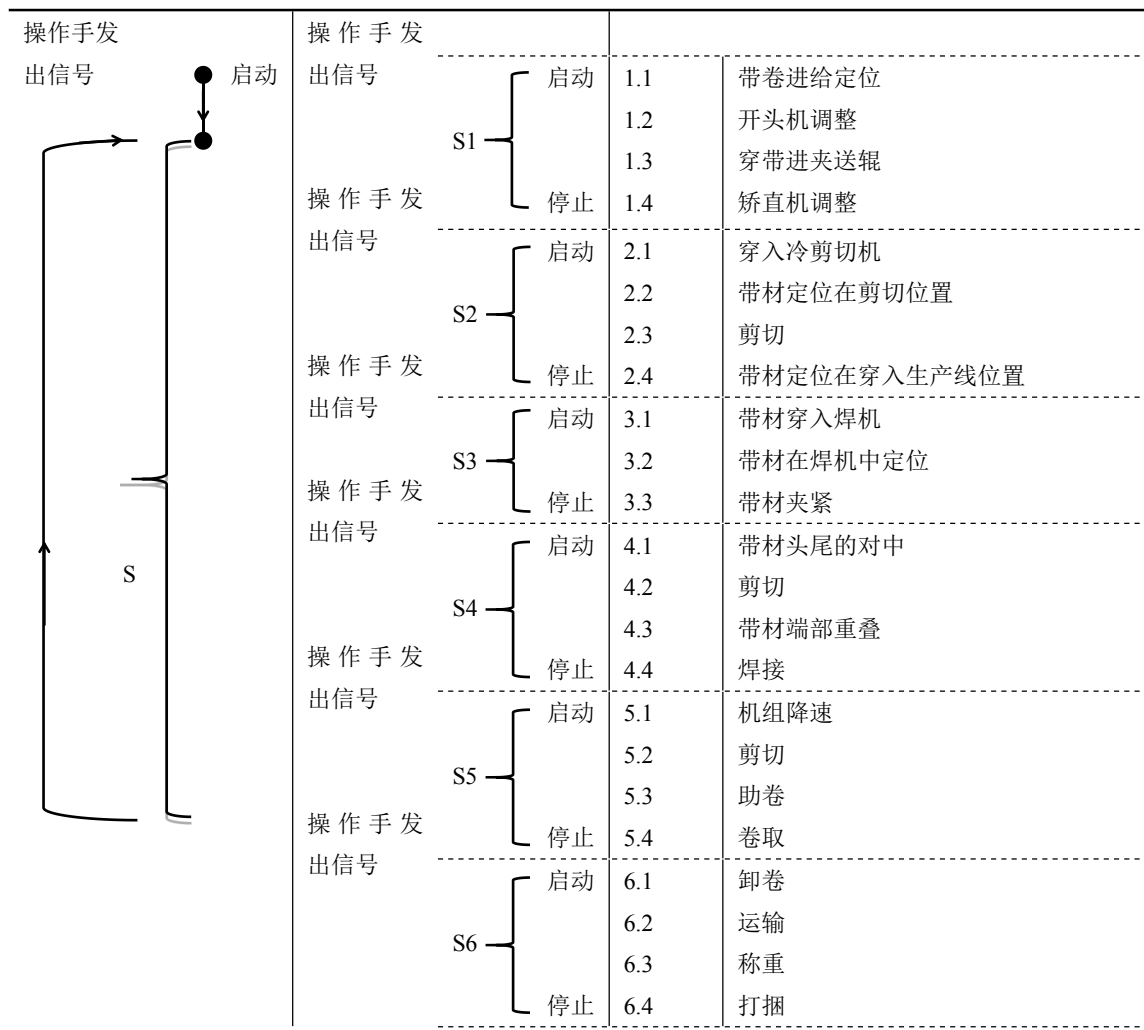 操作手发
出信号
启动
S
操作手发
出信号
S1
启动 1.1 带卷进给定位
1.2 开头机调整
1.3 穿带进夹送辊
停止 1.4 矫直机调整
操作手发
出信号
S2
启动 2.1 穿入冷剪切机
2.2 带材定位在剪切位置
2.3 剪切
停止 2.4 带材定位在穿入生产线位置
操作手发
出信号
S3
启动 3.1 带材穿入焊机
3.2 带材在焊机中定位
停止 3.3 带材夹紧
操作手发
出信号
S4
启动 4.1 带材头尾的对中
4.2 剪切
4.3 带材端部重叠
停止 4.4 焊接
操作手发
出信号
S5
启动 5.1 机组降速
5.2 剪切
5.3 助卷
停止 5.4 卷取
操作手发
出信号
S6
启动 6.1 卸卷
6.2 运输
6.3 称重
停止 6.4 打捆